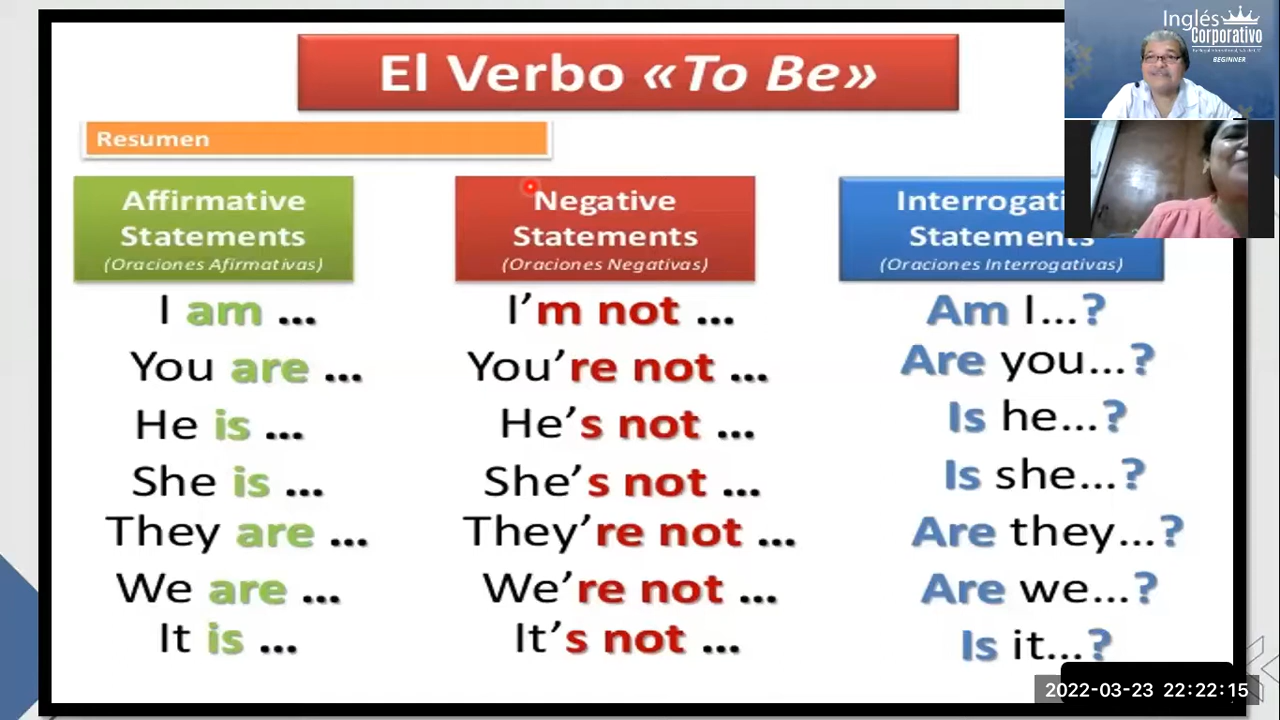 El Verbo «To Be»
Resumen
Affirmative
Statements
(Oraciones Afirmativas)
I am ...
You are ...
He is ...
She is ...
They are ...
We are ...
It is ...
Negative
Statements
(Oraciones Negativas)
I’m not ...
You’re not ...
He’s not ...
She’s not ...
They’re not ...
We’re not ...
It’s not ...
Statements
(Oraciones Interrogativas)
Am I...?
Are you...?
Is he...?
Is she...?
Are they...?
Are we...?
Is it...?
Inglés
Corporativo
BEGINNER
2022-03-23 22:22:15